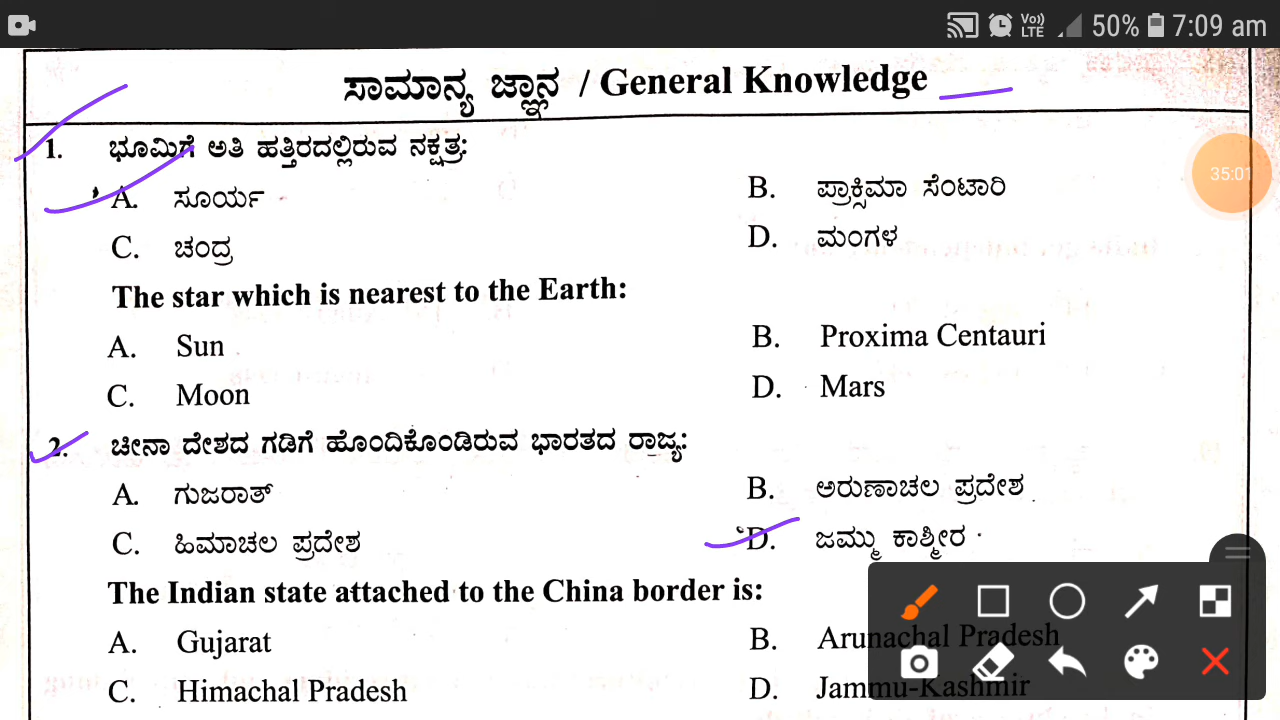 Vo)) LTE 50% 7:09 am
ಸಾಮಾನ್ಯ ಜ್ಞಾನ / General Knowledge
35:01
1. ಭೂಮಿಗೆ ಅತಿ ಹತ್ತಿರದಲ್ಲಿರುವ ನಕ್ಷತ್ರ:
A. ಸೂರ್ಯ B. ಪ್ರಾಕ್ಸಿಮಾ ಸೆಂಟಾರಿ
C. ಚಂದ್ರ D. ಮಂಗಳ
The star which is nearest to the Earth:
A. Sun B. Proxima Centauri
C. Moon D. Mars
2. ಚೀನಾ ದೇಶದ ಗಡಿಗೆ ಹೊಂದಿಕೊಂಡಿರುವ ಭಾರತದ ರಾಜ್ಯ:
A. ಗುಜರಾತ್ B. ಅರುಣಾಚಲ ಪ್ರದೇಶ
C. ಹಿಮಾಚಲ ಪ್ರದೇಶ D. ಜಮ್ಮು ಕಾಶ್ಮೀರ
The Indian state attached to the China border is:
A. Gujarat B. Arunachal Pradesh
C. Himachal Pradesh D. Jammu-Kashmir